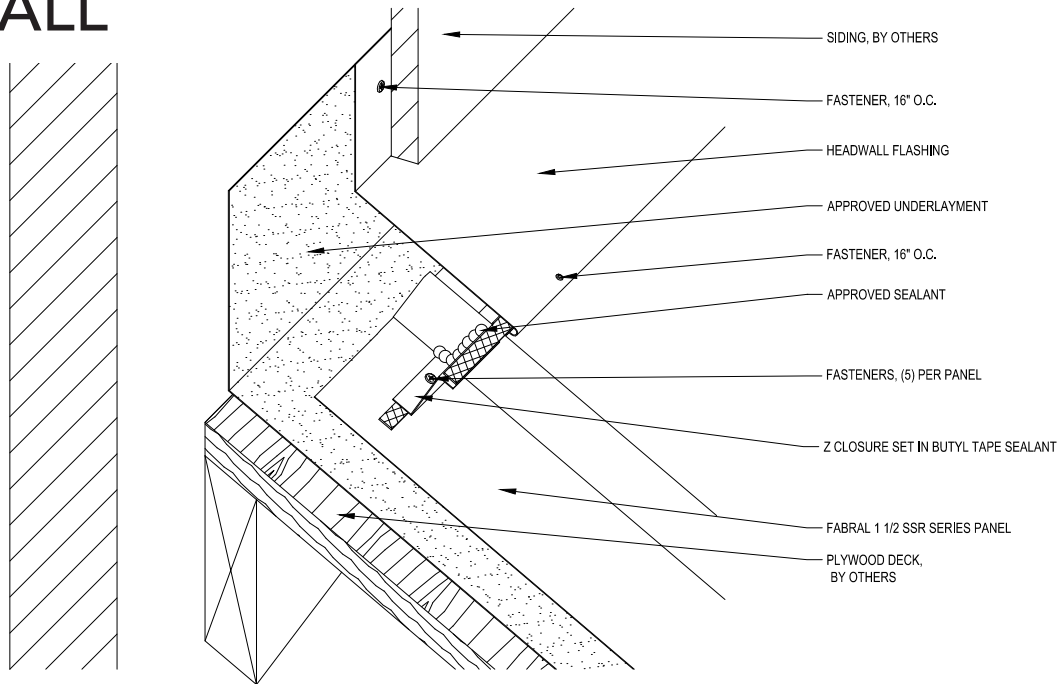 ALL
SIDING, BY OTHERS
FASTENER, 16" O.C.
HEADWALL FLASHING
APPROVED UNDERLAYMENT
FASTENER, 16" O.C.
APPROVED SEALANT
FASTENERS, (5) PER PANEL
Z CLOSURE SET IN BUTYL TAPE SEALANT
FABRAL 1 1/2 SSR SERIES PANEL
PLYWOOD DECK,
BY OTHERS